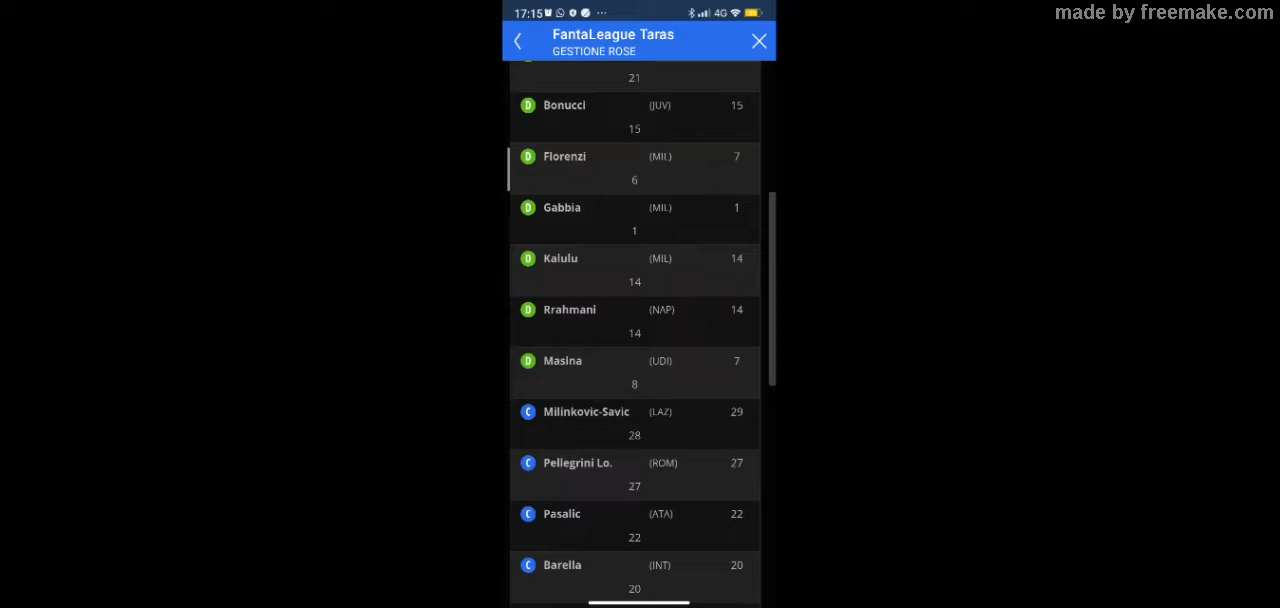 made by freemake.com
17:15 4G
FantaLeague Taras
GESTIONE ROSE
21
D Bonucci (JUV) 15
15
D Florenzi (MIL) 7
6
D Gabbia (MIL) 1
1
D Kalulu (MIL) 14
14
D Rrahmani (NAP) 14
14
D Masina (UDI) 7
8
C Milinkovic-Savic (LAZ) 29
28
C Pellegrini Lo. (ROM) 27
27
C Pasalic (ATA) 22
22
C Barella (INT) 20
20